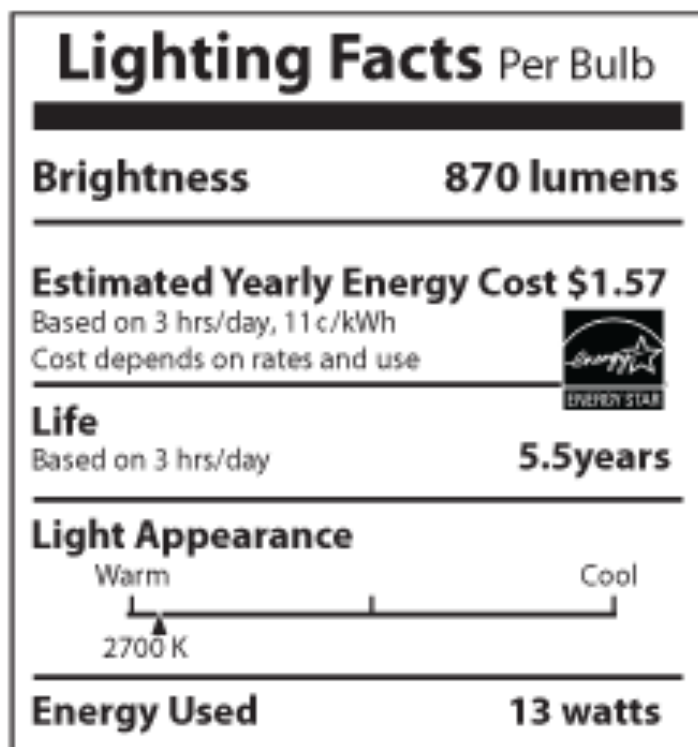 Lighting Facts Per Bulb
Brightness 870 lumens
Estimated Yearly Energy Cost $1.57
Based on 3 hrs/day, 11¢/kWh
Cost depends on rates and use
energy
ENERGY STAR
Life
Based on 3 hrs/day 5.5years
Light Appearance
Warm Cool
2700 K
Energy Used 13 watts